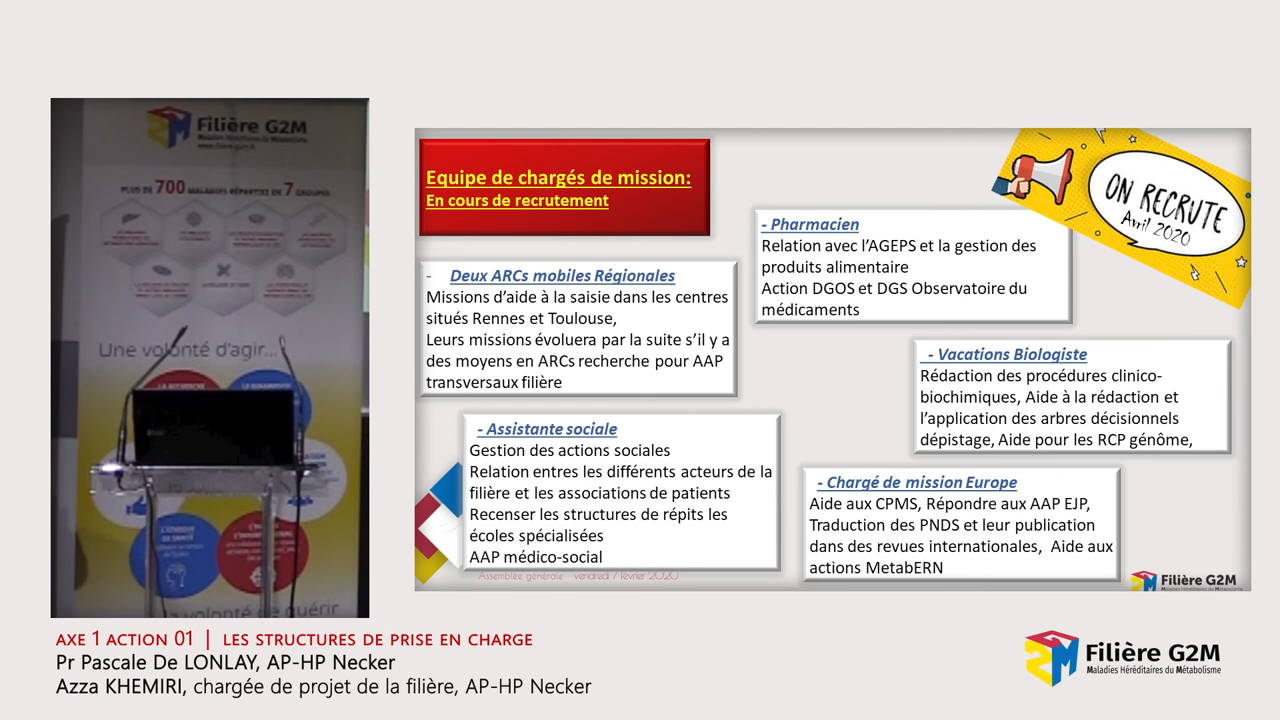 Filière G2M
Maladies Héréditaires du Métabolisme
PLUS DE 700 MALADIES RÉPARTIES EN 7 GROUPES
Une volonté d'agir...
la volonté de guérir
Equipe de chargés de mission:
En cours de recrutement
ON RECRUTE
Avril 2020
- Deux ARCs mobiles Régionales
Missions d'aide à la saisie dans les centres
situés Rennes et Toulouse,
Leurs missions évoluera par la suite s'il y a
des moyens en ARCs recherche pour AAP
transversaux filière
- Pharmacien
Relation avec l'AGEPS et la gestion des
produits alimentaire
Action DGOS et DGS Observatoire du
médicaments
- Vacations Biologiste
Rédaction des procédures clinico-
biochimiques, Aide à la rédaction et
l'application des arbres décisionnels
dépistage, Aide pour les RCP génôme,
- Assistante sociale
Gestion des actions sociales
Relation entres les différents acteurs de la
filière et les associations de patients
Recenser les structures de répits les
écoles spécialisées
AAP médico-social
- Chargé de mission Europe
Aide aux CPMS, Répondre aux AAP EJP,
Traduction des PNDS et leur publication
dans des revues internationales, Aide aux
actions MetabERN
Assemblée générale vendredi 7 février 2020
Filière G2M
Maladies Héréditaires du Métabolisme
AXE 1 ACTION 01 | LES STRUCTURES DE PRISE EN CHARGE
Pr Pascale De LONLAY, AP-HP Necker
Azza KHEMIRI, chargée de projet de la filière, AP-HP Necker
Filière G2M
Maladies Héréditaires du Métabolisme